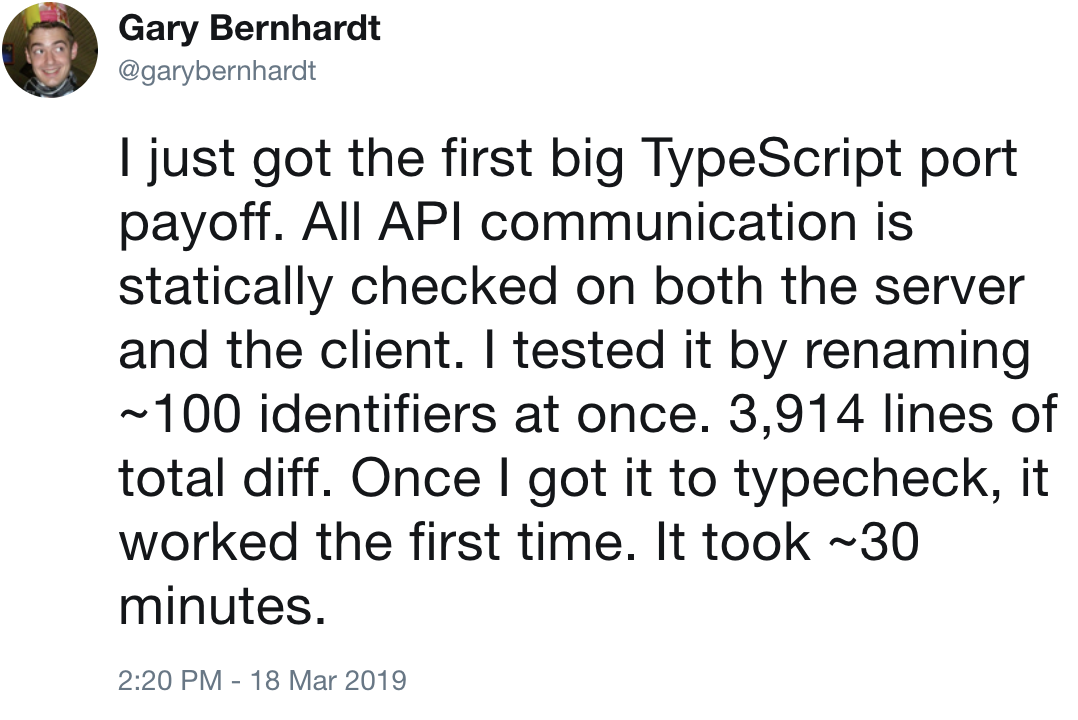 Gary Bernhardt
@garybernhardt
I just got the first big TypeScript port
payoff. All API communication is
statically checked on both the server
and the client. I tested it by renaming
~100 identifiers at once. 3,914 lines of
total diff. Once I got it to typecheck, it
worked the first time. It took ~30
minutes.
2:20 PM - 18 Mar 2019